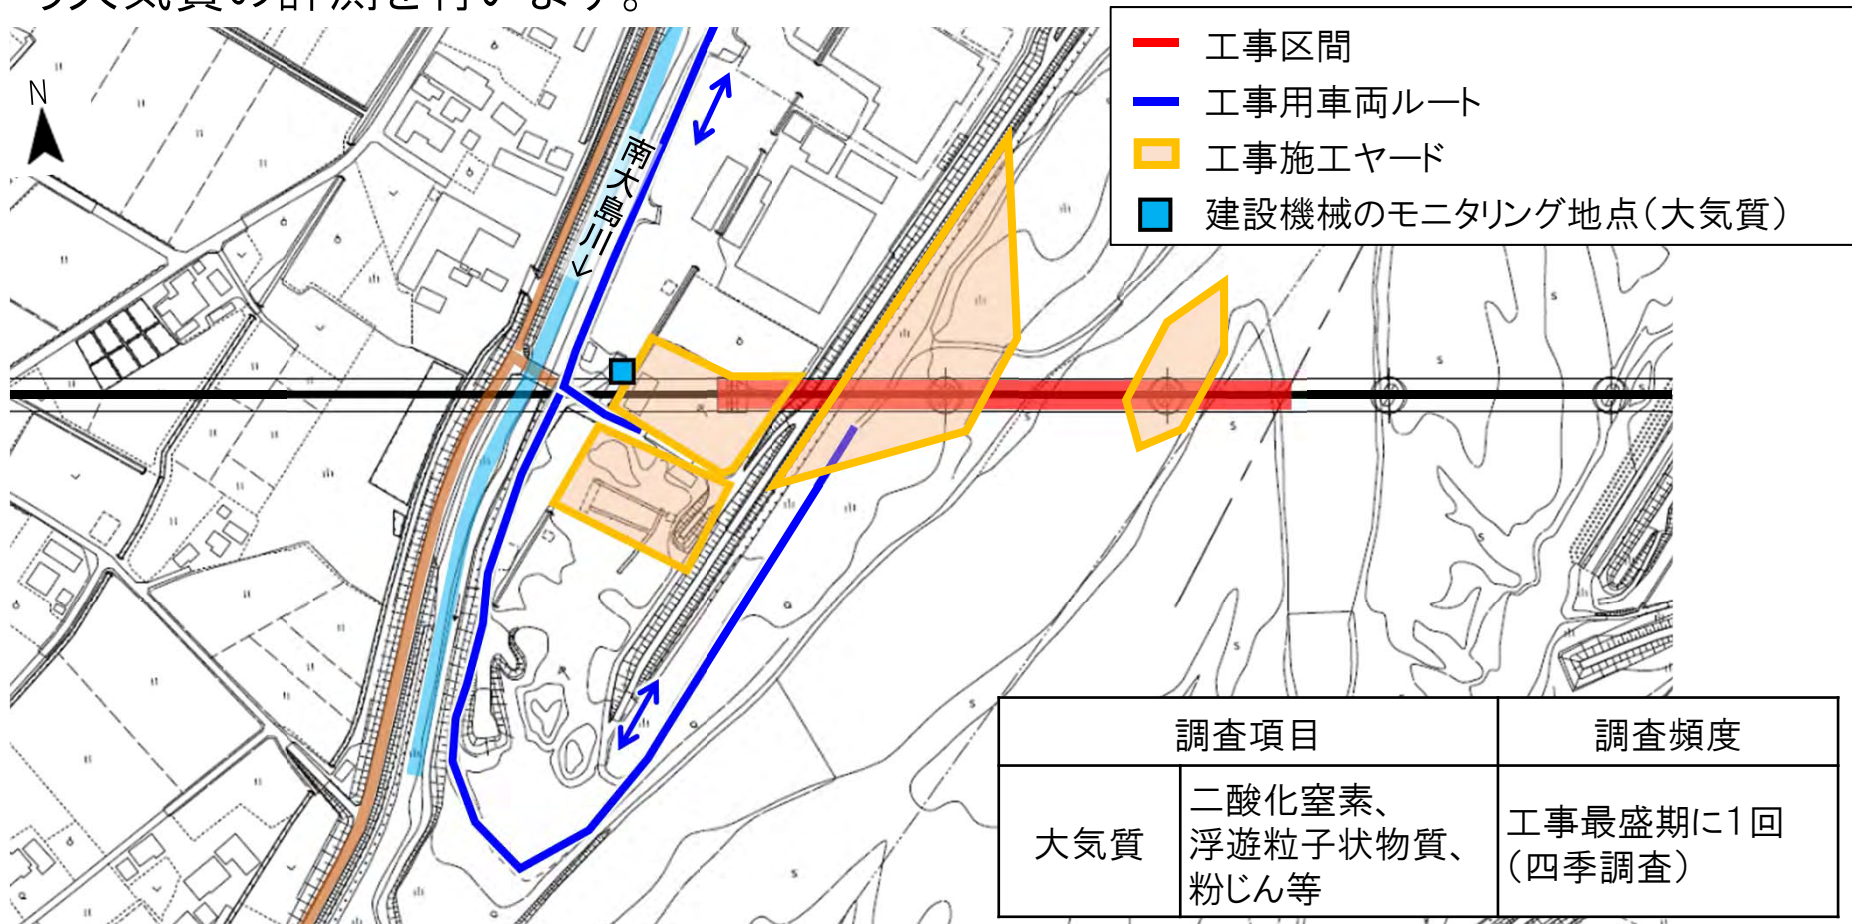 う大気質の計測を行います。
工事区間
工事用車両ルート
工事施工ヤード
建設機械のモニタリング地点(大気質)
N
南大島川↓
調査項目
調査頻度
大気質
二酸化窒素、
浮遊粒子状物質、
粉じん等
工事最盛期に1回
(四季調査)